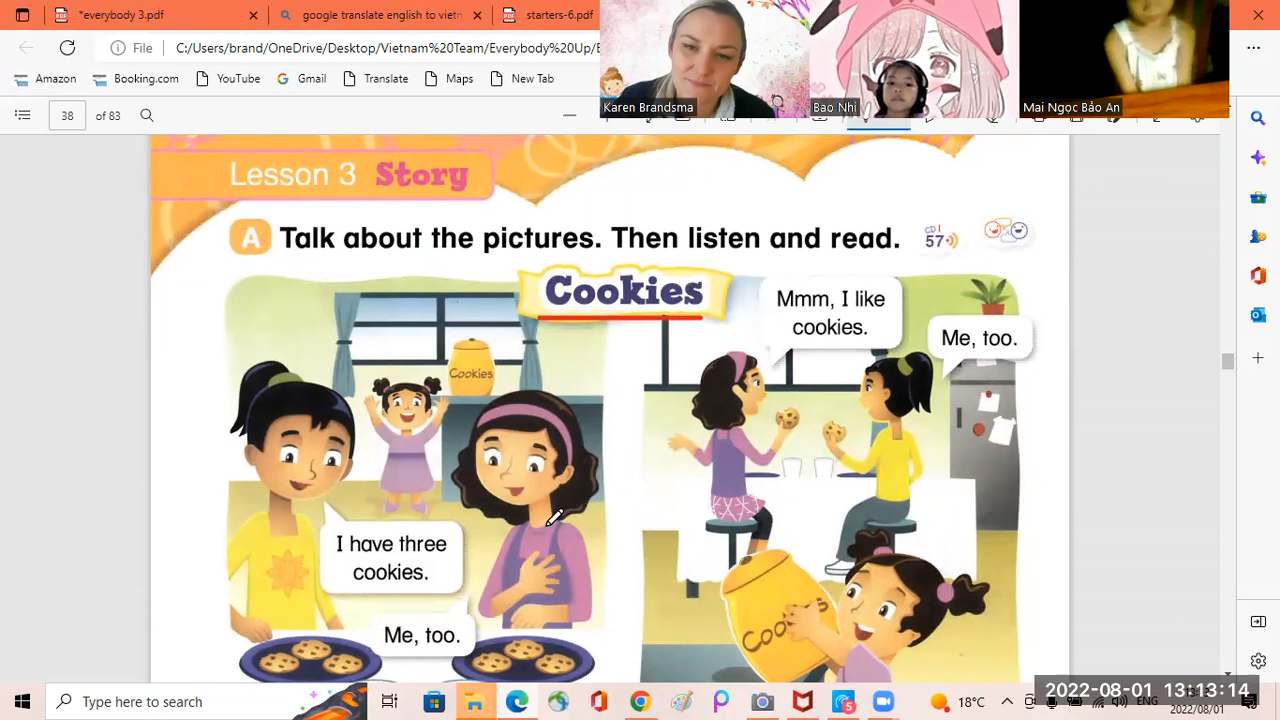 *everybody 3.pdf
google translate english to vietn
starters-6.pdf
File
C:/Users/brand/OneDrive/Desktop/Vietnam%20Team/Everybody%20Up/E
Amazon
Booking.com
YouTube
Gmail
Translate
Maps
New Tab
Karen Brandsma
Bao Nhi
Mai Ngọc Bảo An
38 of 83
Lesson 3 Story
A Talk about the pictures. Then listen and read.
CD 1
57
Cookies
Mmm, I like
cookies.
Me, too.
Cookies
I have three
cookies.
Me, too.
Type here to search
5
18°C
ENG
2022/08/01
2022-08-01 13:13:14